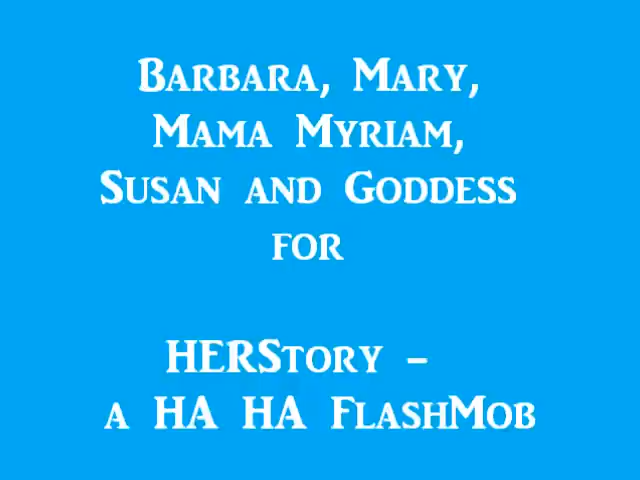 Barbara, Mary,
Mama Myriam,
Susan and Goddess
for
HERStory –
a HA HA FlashMob